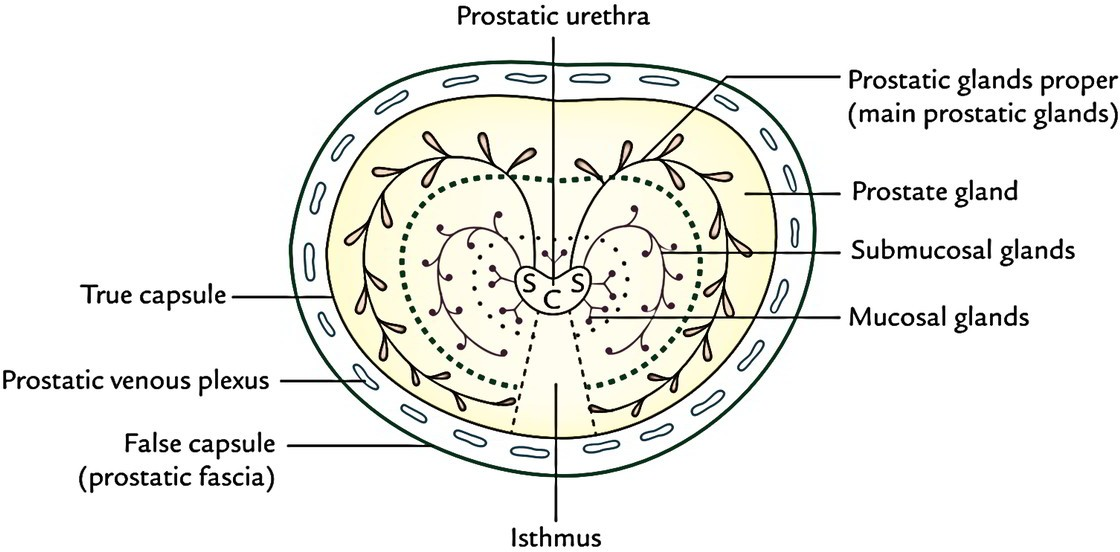 Prostatic urethra
Prostatic glands proper
(main prostatic glands)
Prostate gland
Submucosal glands
S
S
C
True capsule
Mucosal glands
Prostatic venous plexus
False capsule
(prostatic fascia)
Isthmus